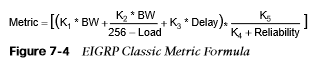 Metric = [(K1 * BW + K2 * BW / 256 – Load + K3 * Delay) * K5 / K4 + Reliability ]
Figure 7-4 EIGRP Classic Metric Formula